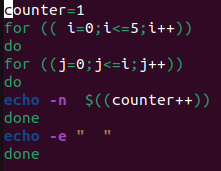 counter=1
for (( i=0;i<=5;i++))
do
for ((j=0;j<=i;j++))
do
echo -n  $((counter++))
done
echo -e "  "
done